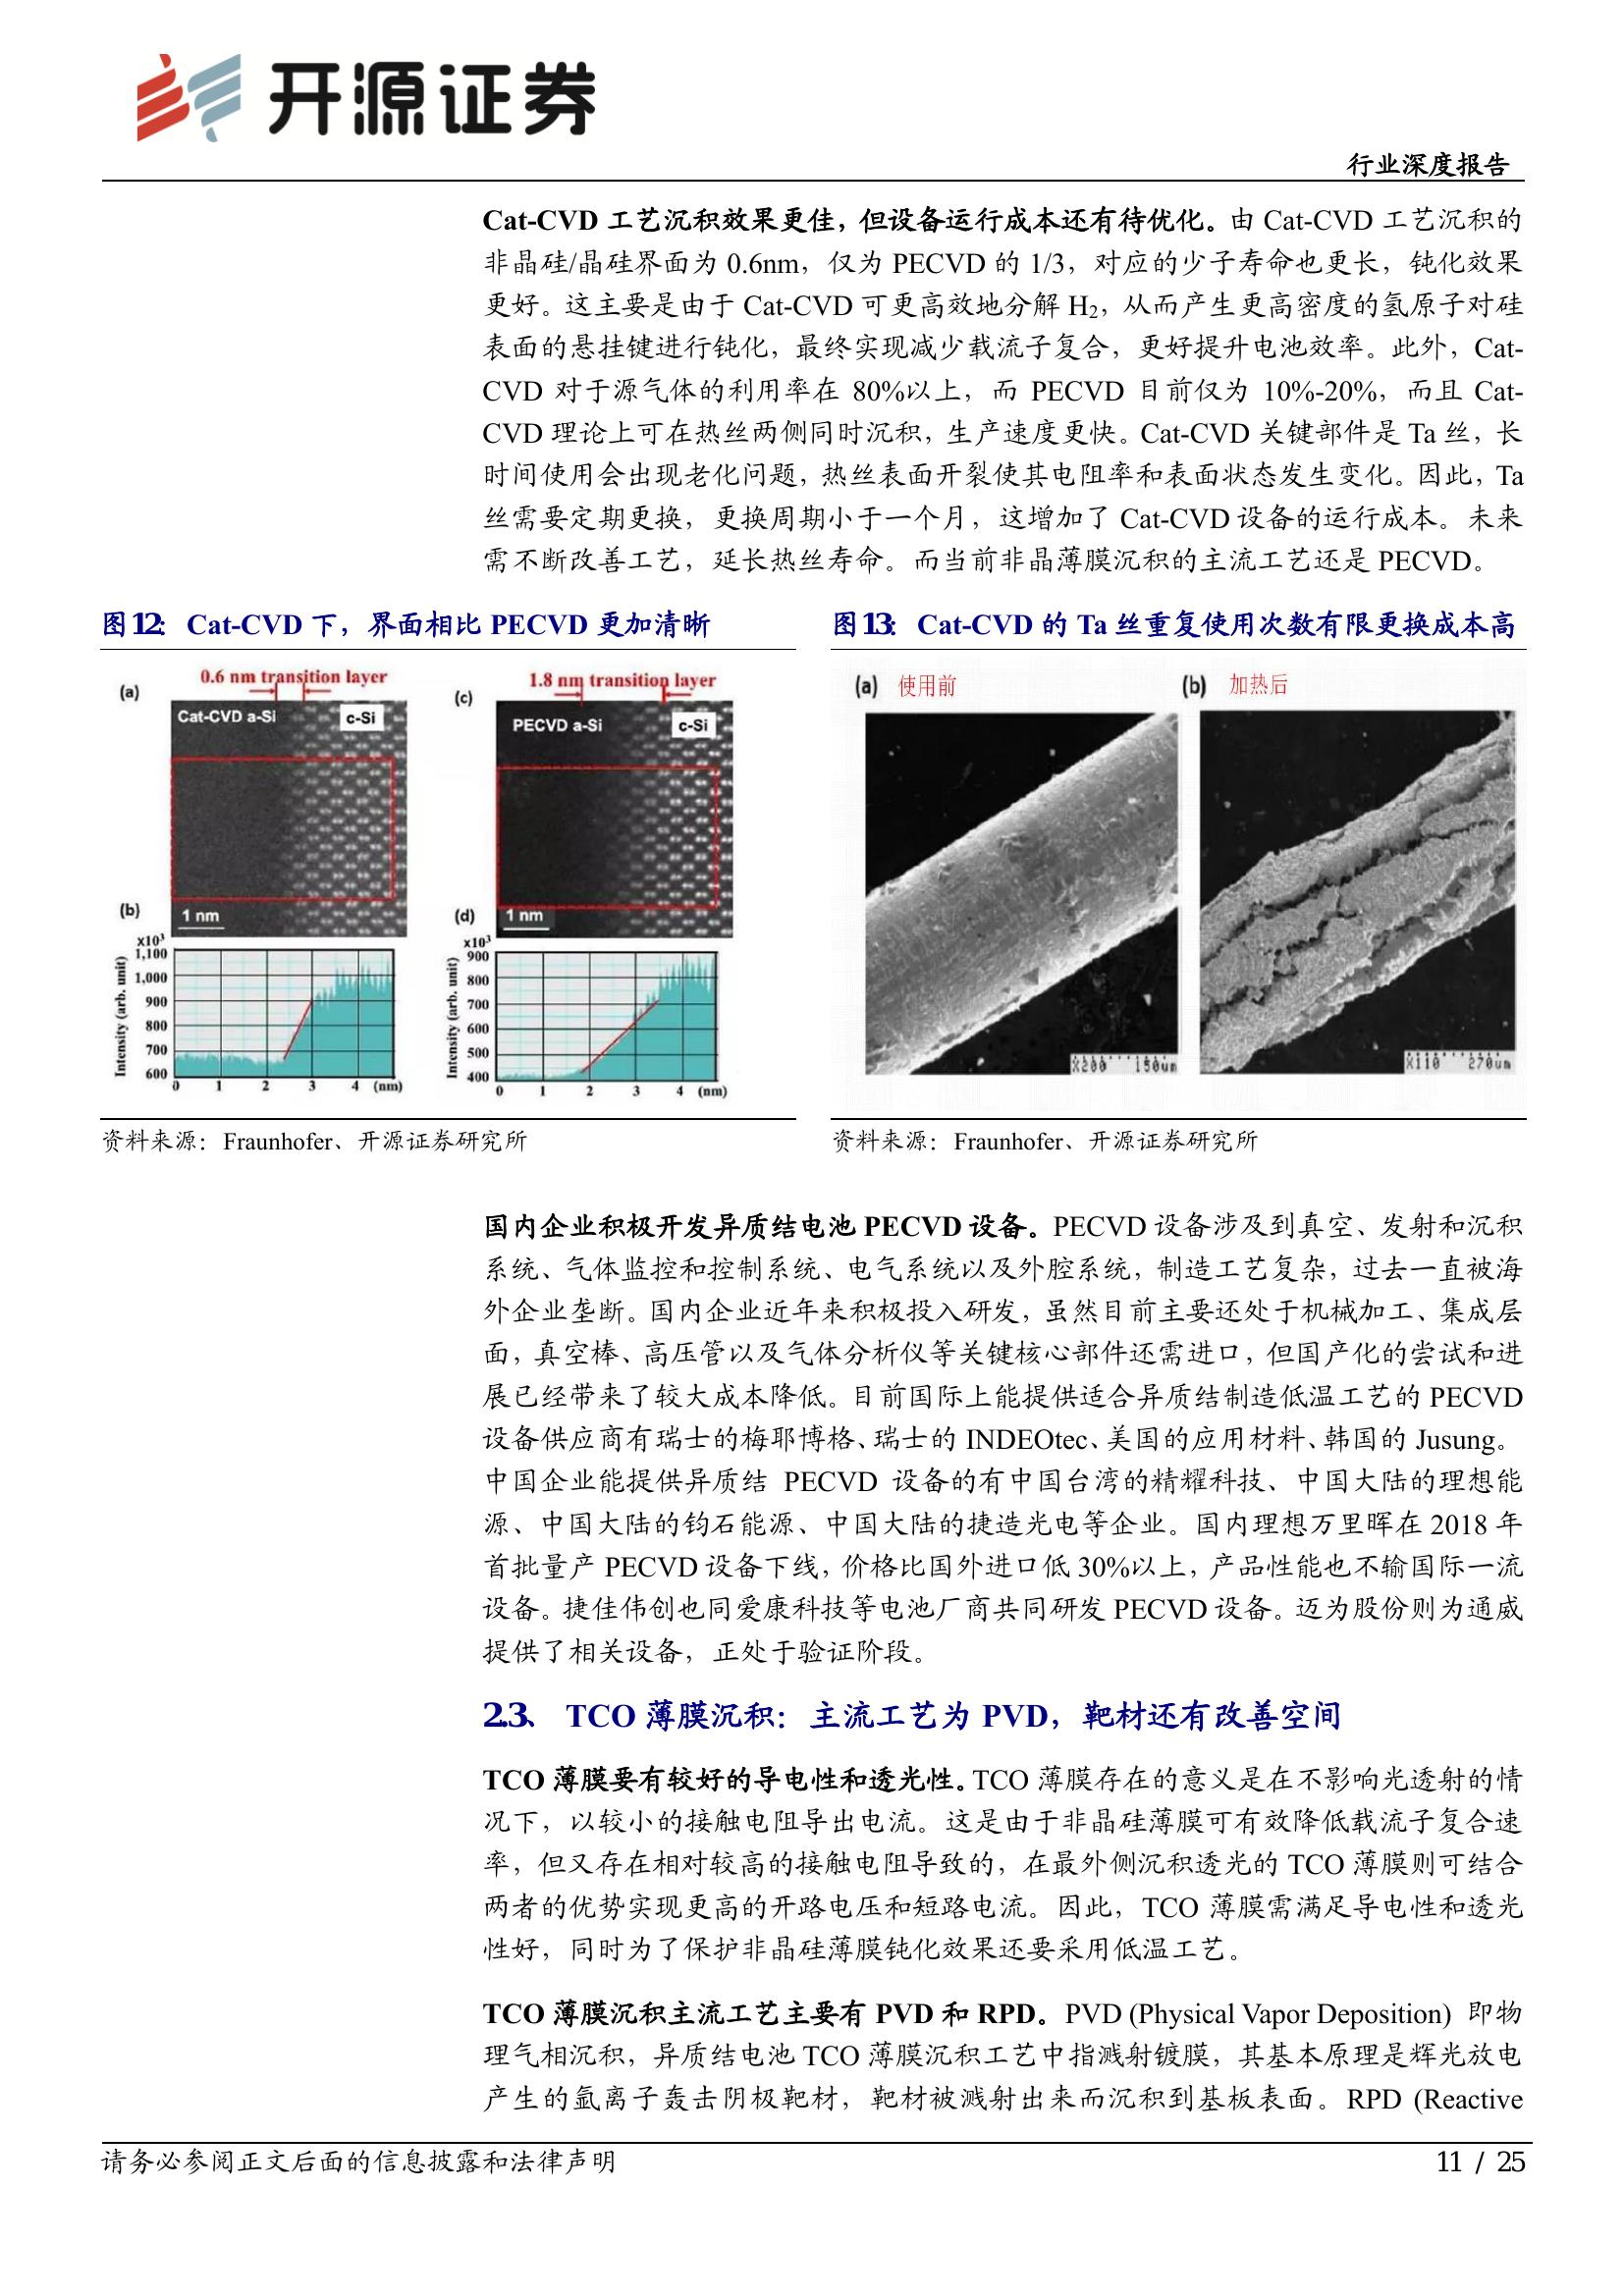 开源证券
行业深度报告
Cat-CVD 工艺沉积效果更佳，但设备运行成本还有待优化。由 Cat-CVD 工艺沉积的
非晶硅/晶硅界面为 0.6nm，仅为 PECVD 的 1/3，对应的少子寿命也更长，钝化效果
更好。这主要是由于 Cat-CVD 可更高效地分解 H2，从而产生更高密度的氢原子对硅
表面的悬挂键进行钝化，最终实现减少载流子复合，更好提升电池效率。此外，Cat-
CVD 对于源气体的利用率在 80%以上，而 PECVD 目前仅为 10%-20%，而且 Cat-
CVD 理论上可在热丝两侧同时沉积，生产速度更快。Cat-CVD 关键部件是 Ta 丝，长
时间使用会出现老化问题，热丝表面开裂使其电阻率和表面状态发生变化。因此，Ta
丝需要定期更换，更换周期小于一个月，这增加了 Cat-CVD 设备的运行成本。未来
需不断改善工艺，延长热丝寿命。而当前非晶薄膜沉积的主流工艺还是 PECVD。
图12： Cat-CVD 下，界面相比 PECVD 更加清晰
(a)
0.6 nm transition layer
Cat-CVD a-Si
c-Si
1 nm
(b)
x10³
1,100
1,000
900
800
700
600
Intensity (arb. unit)
0 1 2 3 4 (nm)
(c)
1.8 nm transition layer
PECVD a-Si
c-Si
1 nm
(d)
x10³
900
800
700
600
500
400
Intensity (arb. unit)
0 1 2 3 4 (nm)
资料来源：Fraunhofer、开源证券研究所
图13： Cat-CVD 的 Ta 丝重复使用次数有限更换成本高
(a) 使用前
X200 150um
(b) 加热后
X110 270um
资料来源：Fraunhofer、开源证券研究所
国内企业积极开发异质结电池 PECVD 设备。PECVD 设备涉及到真空、发射和沉积
系统、气体监控和控制系统、电气系统以及外腔系统，制造工艺复杂，过去一直被海
外企业垄断。国内企业近年来积极投入研发，虽然目前主要还处于机械加工、集成层
面，真空棒、高压管以及气体分析仪等关键核心部件还需进口，但国产化的尝试和进
展已经带来了较大成本降低。目前国际上能提供适合异质结制造低温工艺的 PECVD
设备供应商有瑞士的梅耶博格、瑞士的 INDEOtec、美国的应用材料、韩国的 Jusung。
中国企业能提供异质结 PECVD 设备的有中国台湾的精耀科技、中国大陆的理想能
源、中国大陆的钧石能源、中国大陆的捷造光电等企业。国内理想万里晖在 2018 年
首批量产 PECVD 设备下线，价格比国外进口低 30%以上，产品性能也不输国际一流
设备。捷佳伟创也同爱康科技等电池厂商共同研发 PECVD 设备。迈为股份则为通威
提供了相关设备，正处于验证阶段。
2.3、 TCO 薄膜沉积：主流工艺为 PVD，靶材还有改善空间
TCO 薄膜要有较好的导电性和透光性。TCO 薄膜存在的意义是在不影响光透射的情
况下，以较小的接触电阻导出电流。这是由于非晶硅薄膜可有效降低载流子复合速
率，但又存在相对较高的接触电阻导致的，在最外侧沉积透光的 TCO 薄膜则可结合
两者的优势实现更高的开路电压和短路电流。因此，TCO 薄膜需满足导电性和透光
性好，同时为了保护非晶硅薄膜钝化效果还要采用低温工艺。
TCO 薄膜沉积主流工艺主要有 PVD 和 RPD。PVD (Physical Vapor Deposition) 即物
理气相沉积，异质结电池 TCO 薄膜沉积工艺中指溅射镀膜，其基本原理是辉光放电
产生的氩离子轰击阴极靶材，靶材被溅射出来而沉积到基板表面。RPD (Reactive
请务必参阅正文后面的信息披露和法律声明
11 / 25